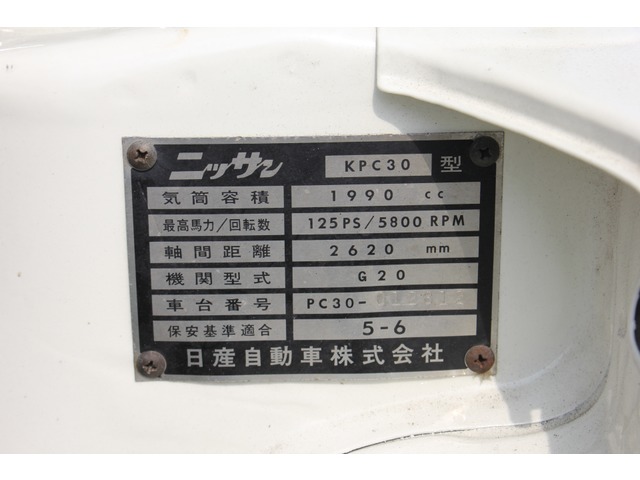 ニッサン KPC30 型
気筒容積 1990 cc
最高馬力/回転数 125PS/5800RPM
軸間距離 2620 mm
機関型式 G20
車台番号 PC30-
保安基準適合 5-6
日産自動車株式会社